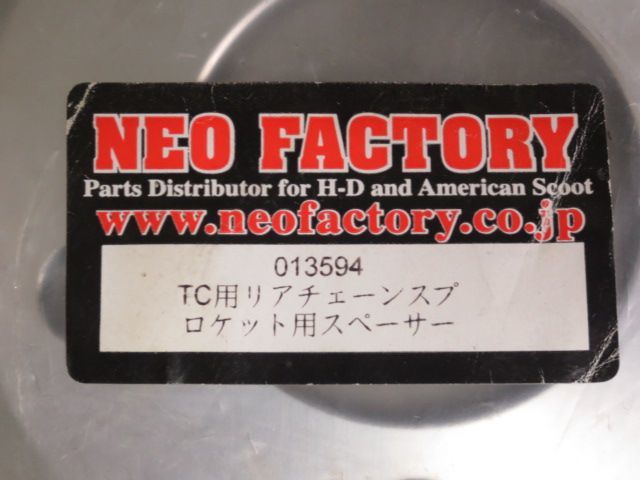 NEO FACTORY
Parts Distributor for H-D and American Scoot
www.neofactory.co.jp
013594
TC用リアチェーンスプ
ロケット用スペーサー